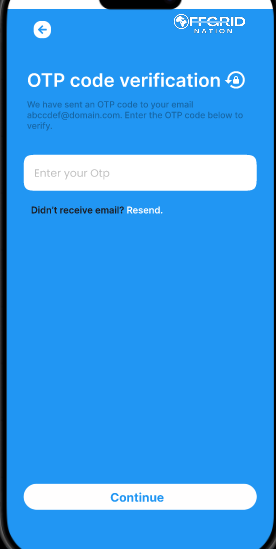 OFFGRID
NATION
OTP code verification
We have sent an OTP code to your email
abccdef@domain.com. Enter the OTP code below to
verify.
Enter your Otp
Didn't receive email? Resend.
Continue